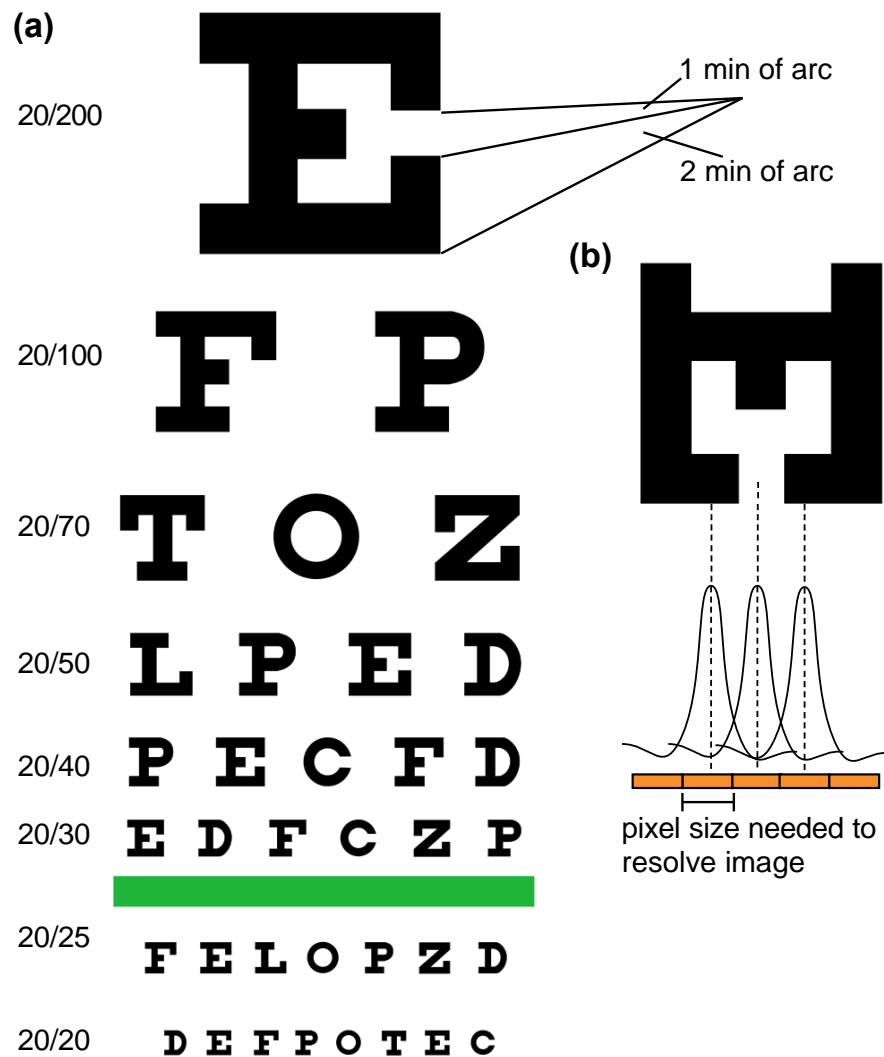 (a)
E
1 min of arc
20/200
2 min of arc
(b)
E
20/100 F P
20/70 T O Z
20/50 L P E D
20/40 P E C F D
20/30 E D F C Z P
pixel size needed to
resolve image
20/25 F E L O P Z D
20/20 D E F P O T E C